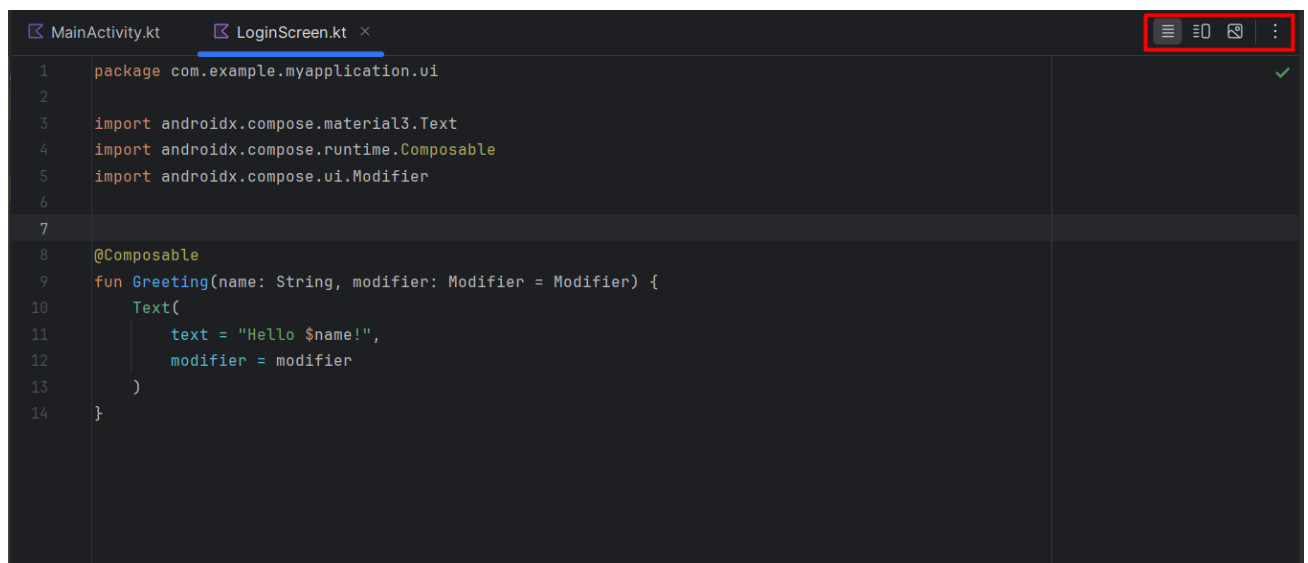 MainActivity.kt LoginScreen.kt
1 package com.example.myapplication.ui
2
3 import androidx.compose.material3.Text
4 import androidx.compose.runtime.Composable
5 import androidx.compose.ui.Modifier
6
7
8 @Composable
9 fun Greeting(name: String, modifier: Modifier = Modifier) {
10 Text(
11 text = "Hello $name!",
12 modifier = modifier
13 )
14 }